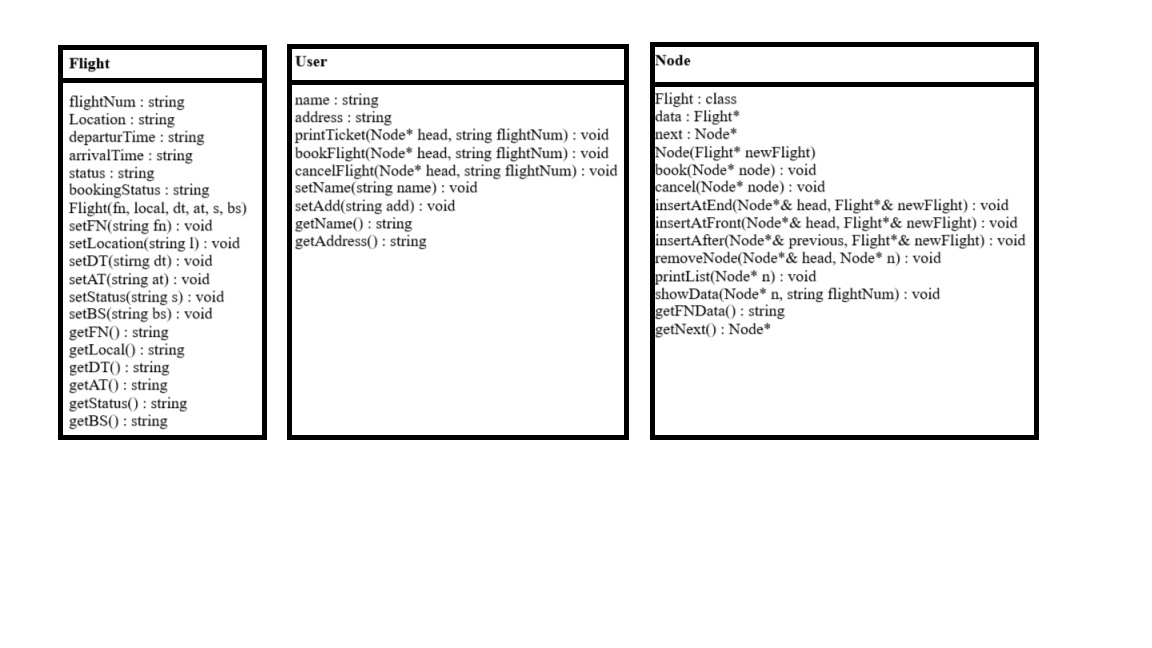 Flight
flightNum : string
Location : string
departurTime : string
arrivalTime : string
status : string
bookingStatus : string
Flight(fn, local, dt, at, s, bs)
setFN(string fn) : void
setLocation(string l) : void
setDT(stirng dt) : void
setAT(string at) : void
setStatus(string s) : void
setBS(string bs) : void
getFN() : string
getLocal() : string
getDT() : string
getAT() : string
getStatus() : string
getBS() : string
User
name : string
address : string
printTicket(Node* head, string flightNum) : void
bookFlight(Node* head, string flightNum) : void
cancelFlight(Node* head, string flightNum) : void
setName(string name) : void
setAdd(string add) : void
getName() : string
getAddress() : string
Node
Flight : class
data : Flight*
next : Node*
Node(Flight* newFlight)
book(Node* node) : void
cancel(Node* node) : void
insertAtEnd(Node*& head, Flight*& newFlight) : void
insertAtFront(Node*& head, Flight*& newFlight) : void
insertAfter(Node*& previous, Flight*& newFlight) : void
removeNode(Node*& head, Node* n) : void
printList(Node* n) : void
showData(Node* n, string flightNum) : void
getFNData() : string
getNext() : Node*